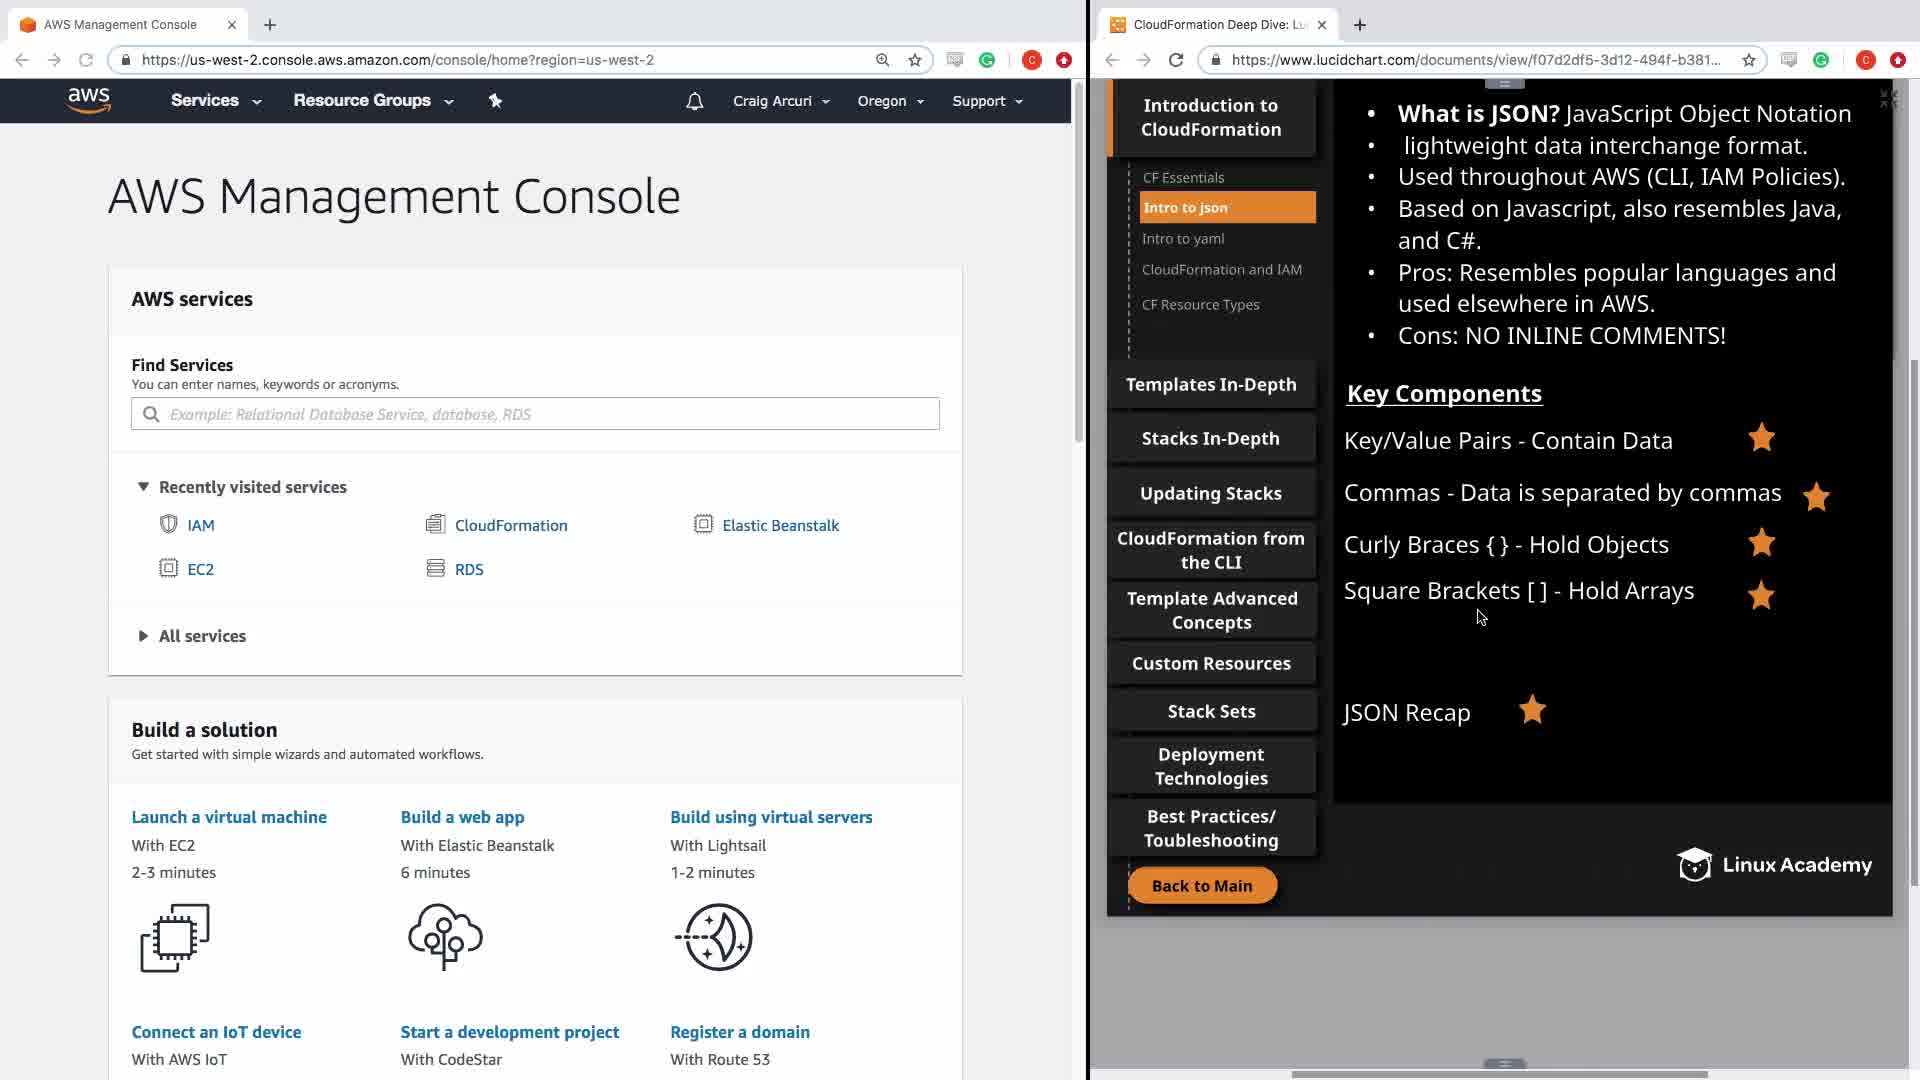 AWS Management Console
https://us-west-2.console.aws.amazon.com/console/home?region=us-west-2
C
aws
Services
Resource Groups
Craig Arcuri
Oregon
Support
AWS Management Console
AWS services
Find Services
You can enter names, keywords or acronyms.
Example: Relational Database Service, database, RDS
Recently visited services
IAM
CloudFormation
Elastic Beanstalk
EC2
RDS
All services
Build a solution
Get started with simple wizards and automated workflows.
Launch a virtual machine
With EC2
2-3 minutes
Build a web app
With Elastic Beanstalk
6 minutes
Build using virtual servers
With Lightsail
1-2 minutes
Connect an IoT device
With AWS IoT
Start a development project
With CodeStar
Register a domain
With Route 53
CloudFormation Deep Dive: Lu
https://www.lucidchart.com/documents/view/f07d2df5-3d12-494f-b381...
C
Introduction to
CloudFormation
CF Essentials
Intro to json
Intro to yaml
CloudFormation and IAM
CF Resource Types
Templates In-Depth
Stacks In-Depth
Updating Stacks
CloudFormation from
the CLI
Template Advanced
Concepts
Custom Resources
Stack Sets
Deployment
Technologies
Best Practices/
Toubleshooting
Back to Main
• What is JSON? JavaScript Object Notation
• lightweight data interchange format.
• Used throughout AWS (CLI, IAM Policies).
• Based on Javascript, also resembles Java,
and C#.
• Pros: Resembles popular languages and
used elsewhere in AWS.
• Cons: NO INLINE COMMENTS!
Key Components
Key/Value Pairs - Contain Data
Commas - Data is separated by commas
Curly Braces { } - Hold Objects
Square Brackets [ ] - Hold Arrays
JSON Recap
Linux Academy